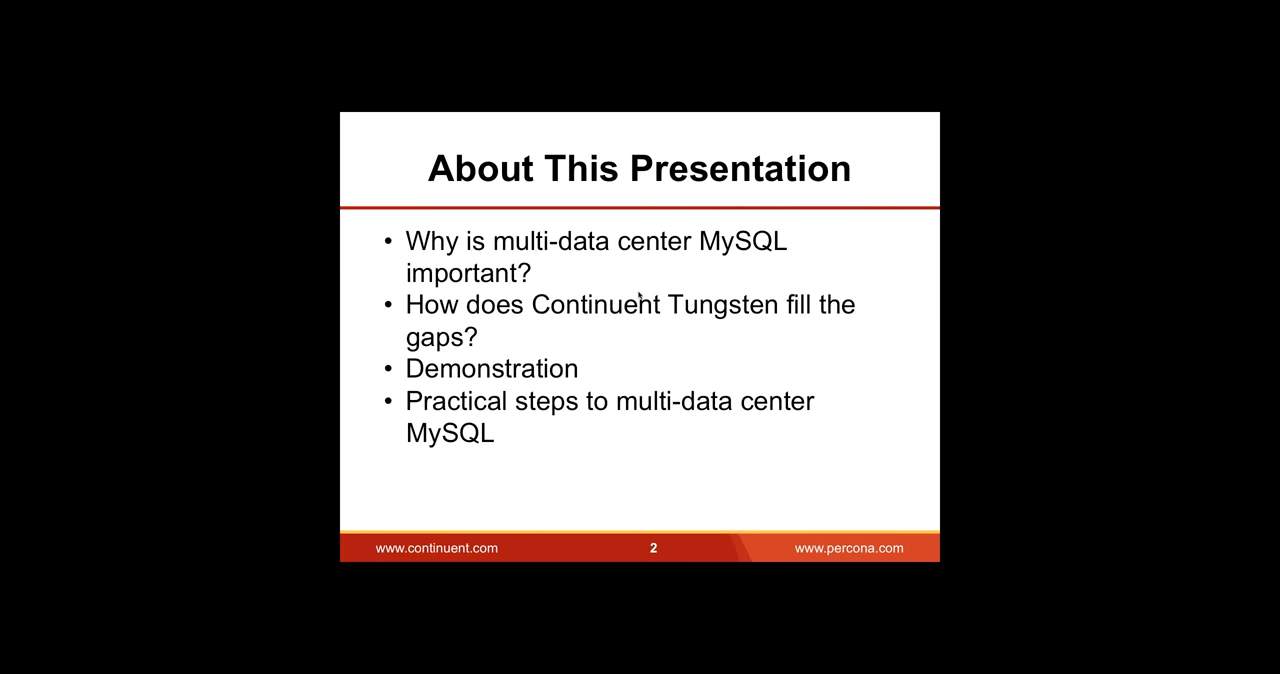 About This Presentation
• Why is multi-data center MySQL
important?
• How does Continuent Tungsten fill the
gaps?
• Demonstration
• Practical steps to multi-data center
MySQL
www.continuent.com
2
www.percona.com